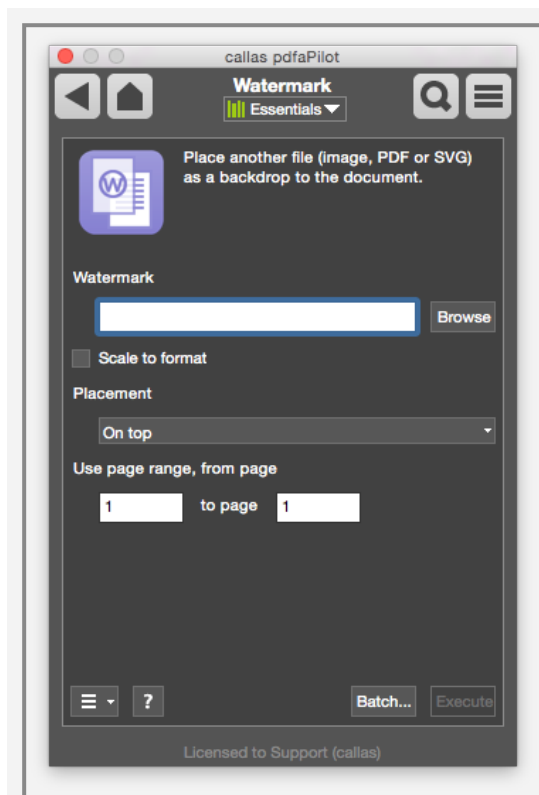 callas pdfaPilot
Watermark
Essentials
W
Place another file (image, PDF or SVG)
as a backdrop to the document.
Watermark
Browse
Scale to format
Placement
On top
Use page range, from page
1 to page 1
?
Batch... Execute
Licensed to Support (callas)